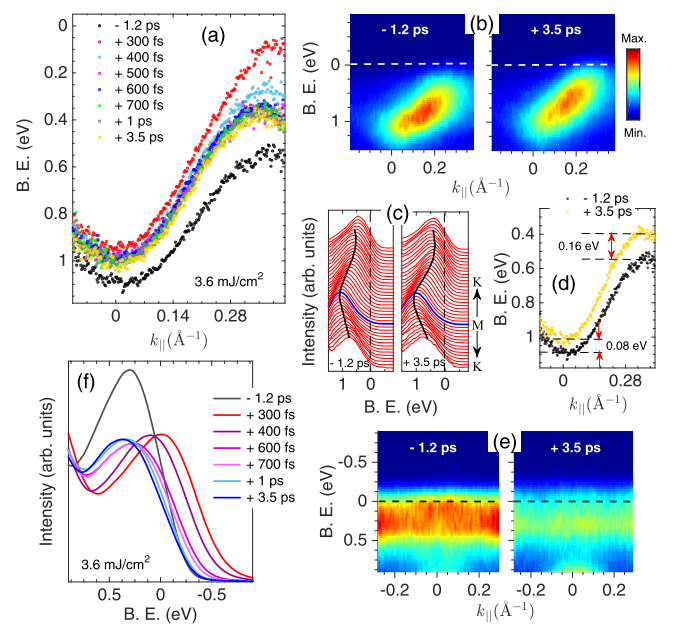 (a)
- 1.2 ps
+ 300 fs
+ 400 fs
+ 500 fs
+ 600 fs
+ 700 fs
+ 1 ps
+ 3.5 ps
0
0.2
0.4
0.6
0.8
1
B. E. (eV)
3.6 mJ/cm²
0 0.14 0.28
k||(Å⁻¹)
(b)
- 1.2 ps
+ 3.5 ps
B. E. (eV)
0
1
0 0.2 0 0.2
k||(Å⁻¹)
Max.
Min.
(c)
Intensity (arb. units)
- 1.2 ps
+ 3.5 ps
K
M
K
1 0 1 0
B. E. (eV)
- 1.2 ps
+ 3.5 ps
(d)
0.4
0.6
0.8
1
B. E. (eV)
0.16 eV
0.08 eV
0 0.28
k||(Å⁻¹)
(f)
- 1.2 ps
+ 300 fs
+ 400 fs
+ 600 fs
+ 700 fs
+ 1 ps
+ 3.5 ps
Intensity (arb. units)
3.6 mJ/cm²
0.5 0 -0.5
B. E. (eV)
(e)
- 1.2 ps
+ 3.5 ps
-0.5
0
0.5
B. E. (eV)
-0.2 0 0.2 -0.2 0 0.2
k||(Å⁻¹)